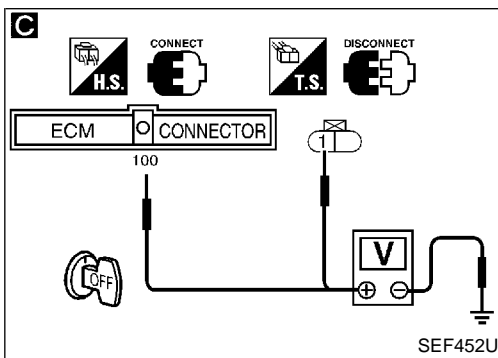 C
CONNECT
H.S.
DISCONNECT
T.S.
ECM
CONNECTOR
100
1
OFF
V
⊕ ⊖
SEF452U